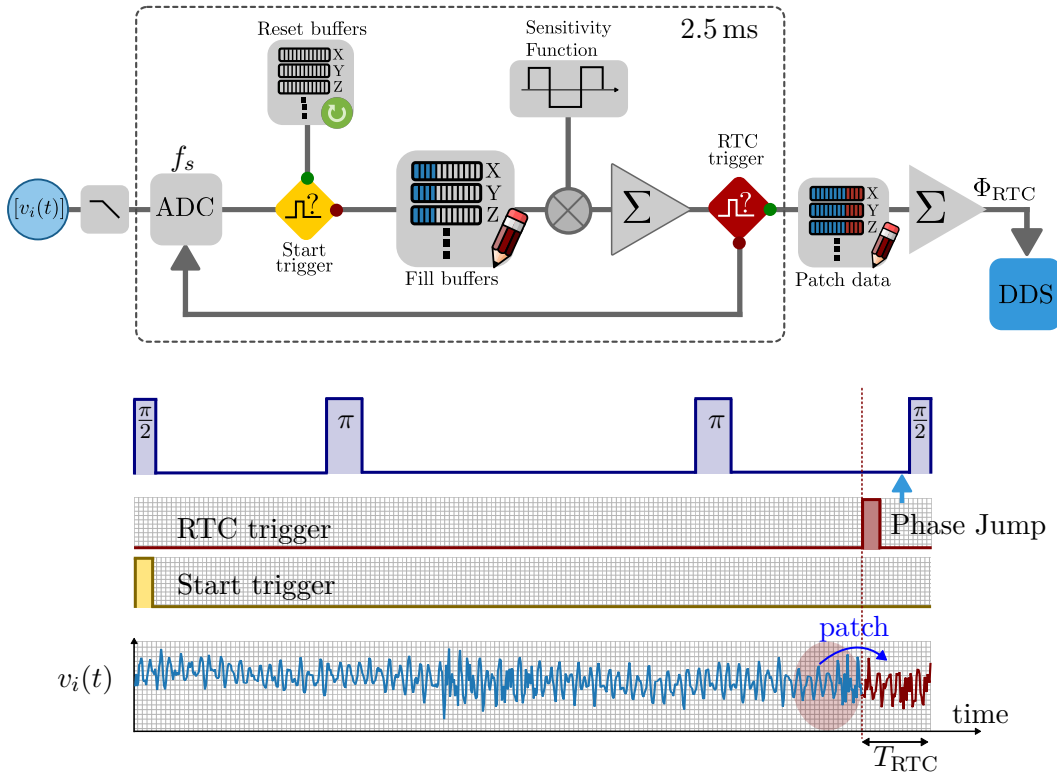 Reset buffers
X
Y
Z
Sensitivity
Function
2.5 ms
[v_i(t)]
f_s
ADC
?
Start
trigger
X
Y
Z
Fill buffers
Σ
RTC
trigger
?
X
Y
Z
Patch data
Σ
Φ_RTC
DDS
π/2
π
π
π/2
RTC trigger
Phase Jump
Start trigger
patch
v_i(t)
time
T_RTC